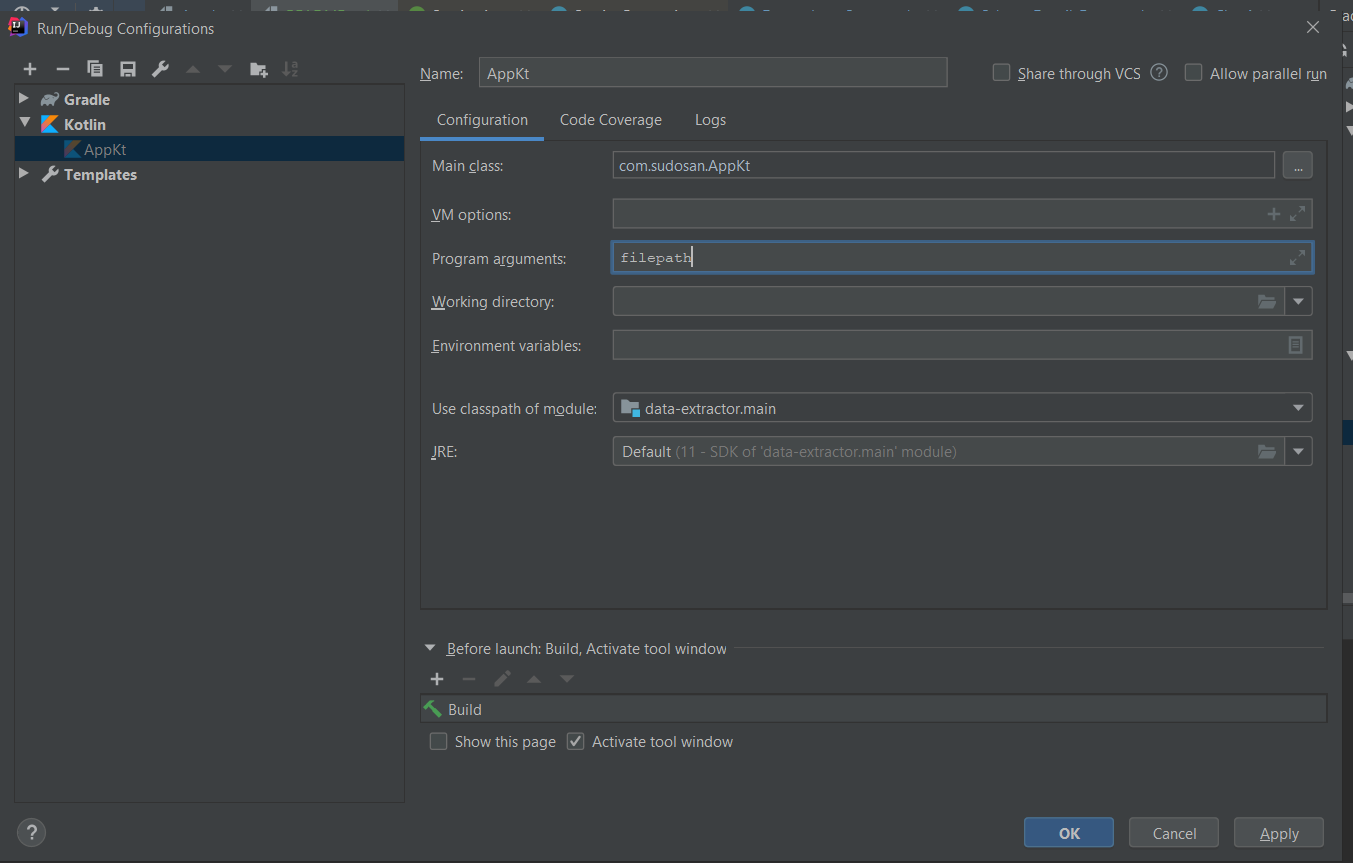 Run/Debug Configurations
Name: AppKt Share through VCS ? Allow parallel run
Gradle
Kotlin
AppKt
Templates
Configuration Code Coverage Logs
Main class: com.sudosan.AppKt ...
VM options:
Program arguments: filepath
Working directory:
Environment variables:
Use classpath of module: data-extractor.main
JRE: Default (11 - SDK of 'data-extractor.main' module)
Before launch: Build, Activate tool window
Build
Show this page Activate tool window
? OK Cancel Apply